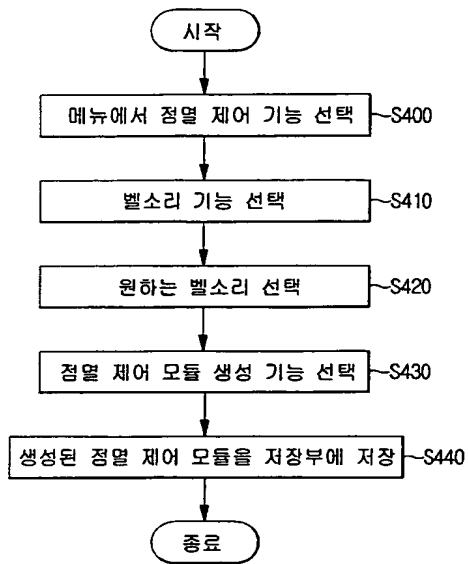 시작
메뉴에서 점멸 제어 기능 선택 S400
벨소리 기능 선택 S410
원하는 벨소리 선택 S420
점멸 제어 모듈 생성 기능 선택 S430
생성된 점멸 제어 모듈을 저장부에 저장 S440
종료